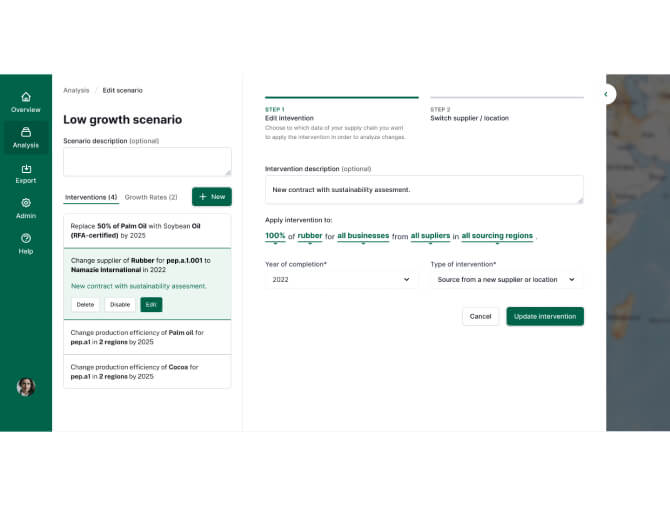 Overview
Analysis
Export
Admin
Help
Analysis / Edit scenario
Low growth scenario
Scenario description (optional)
Interventions (4) Growth Rates (2) + New
Replace 50% of Palm Oil with Soybean Oil
(RFA-certified) by 2025
Change supplier of Rubber for pep.a.1.001 to
Namazie International in 2022
New contract with sustainability assesment.
Delete Disable Edit
Change production efficiency of Palm oil for
pep.a1 in 2 regions by 2025
Change production efficiency of Cocoa for
pep.a1 in 2 regions by 2025
STEP 1
Edit intevention
Choose to which data of your supply chain you want
to apply the intervention in order to analyze changes.
STEP 2
Switch supplier / location
Intervention description (optional)
New contract with sustainability assesment.
Apply intervention to:
100% of rubber for all businesses from all supliers in all sourcing regions .
Year of completion* Type of intervention*
2022 Source from a new supplier or location
Cancel Update intervention